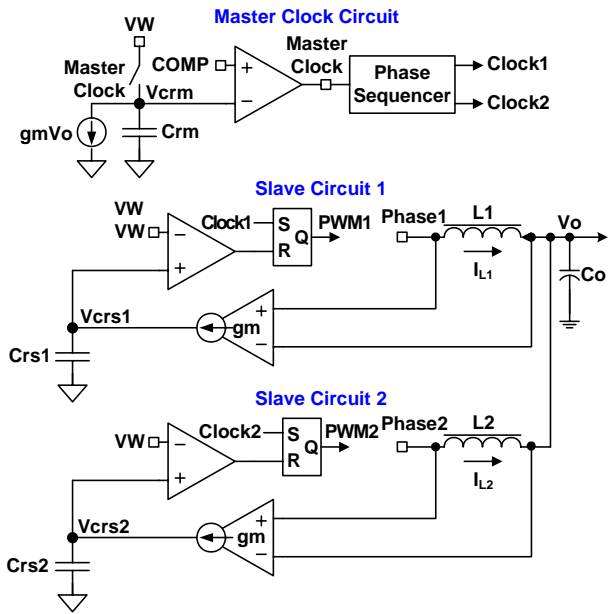 Master Clock Circuit
VW
Master
Clock
COMP
+
−
Master
Clock
Phase
Sequencer
Clock1
Clock2
Vcrm
gmVo
Crm
Slave Circuit 1
VW
VW
−
+
Clock1
S
R
Q
PWM1
Phase1
L1
IL1
Vo
Co
Vcrs1
gm
+
−
Crs1
Slave Circuit 2
VW
−
+
Clock2
S
R
Q
PWM2
Phase2
L2
IL2
Vcrs2
gm
+
−
Crs2